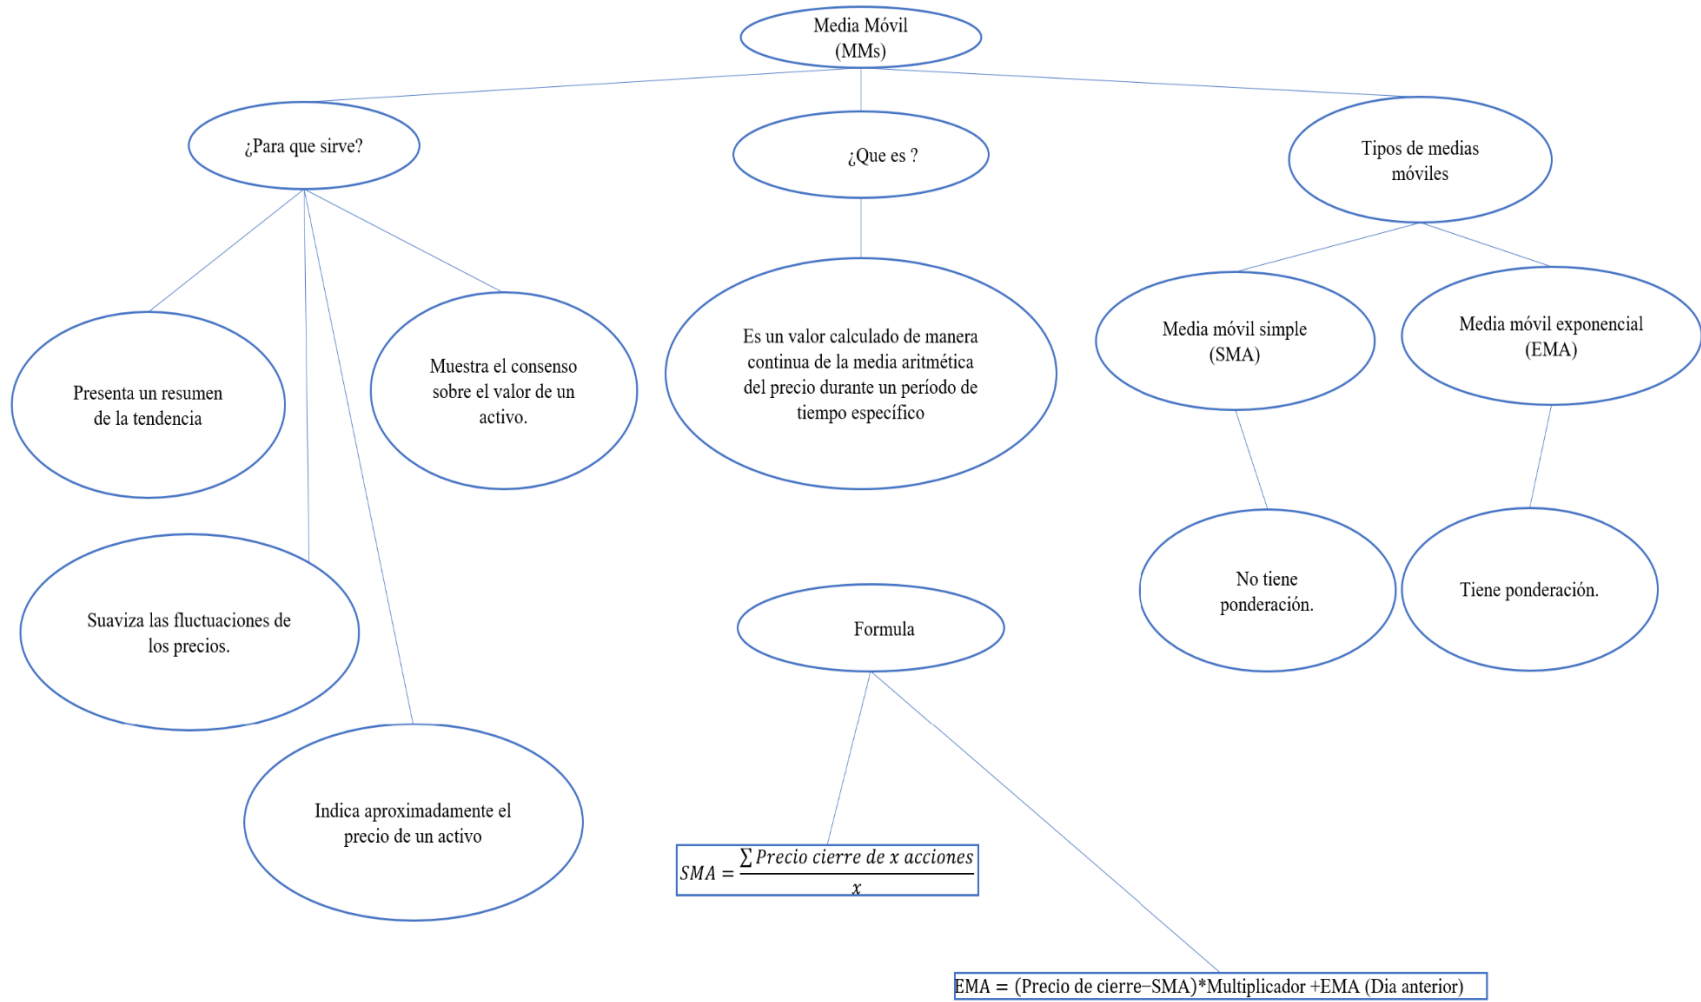 Media Móvil
(MMs)
¿Para que sirve?
¿Que es ?
Tipos de medias
móviles
Presenta un resumen
de la tendencia
Muestra el consenso
sobre el valor de un
activo.
Es un valor calculado de manera
continua de la media aritmética
del precio durante un período de
tiempo específico
Media móvil simple
(SMA)
Media móvil exponencial
(EMA)
Suaviza las fluctuaciones de
los precios.
Indica aproximadamente el
precio de un activo
No tiene
ponderación.
Tiene ponderación.
Formula
SMA = ∑ Precio cierre de x acciones
x
EMA = (Precio de cierre−SMA)*Multiplicador +EMA (Dia anterior)